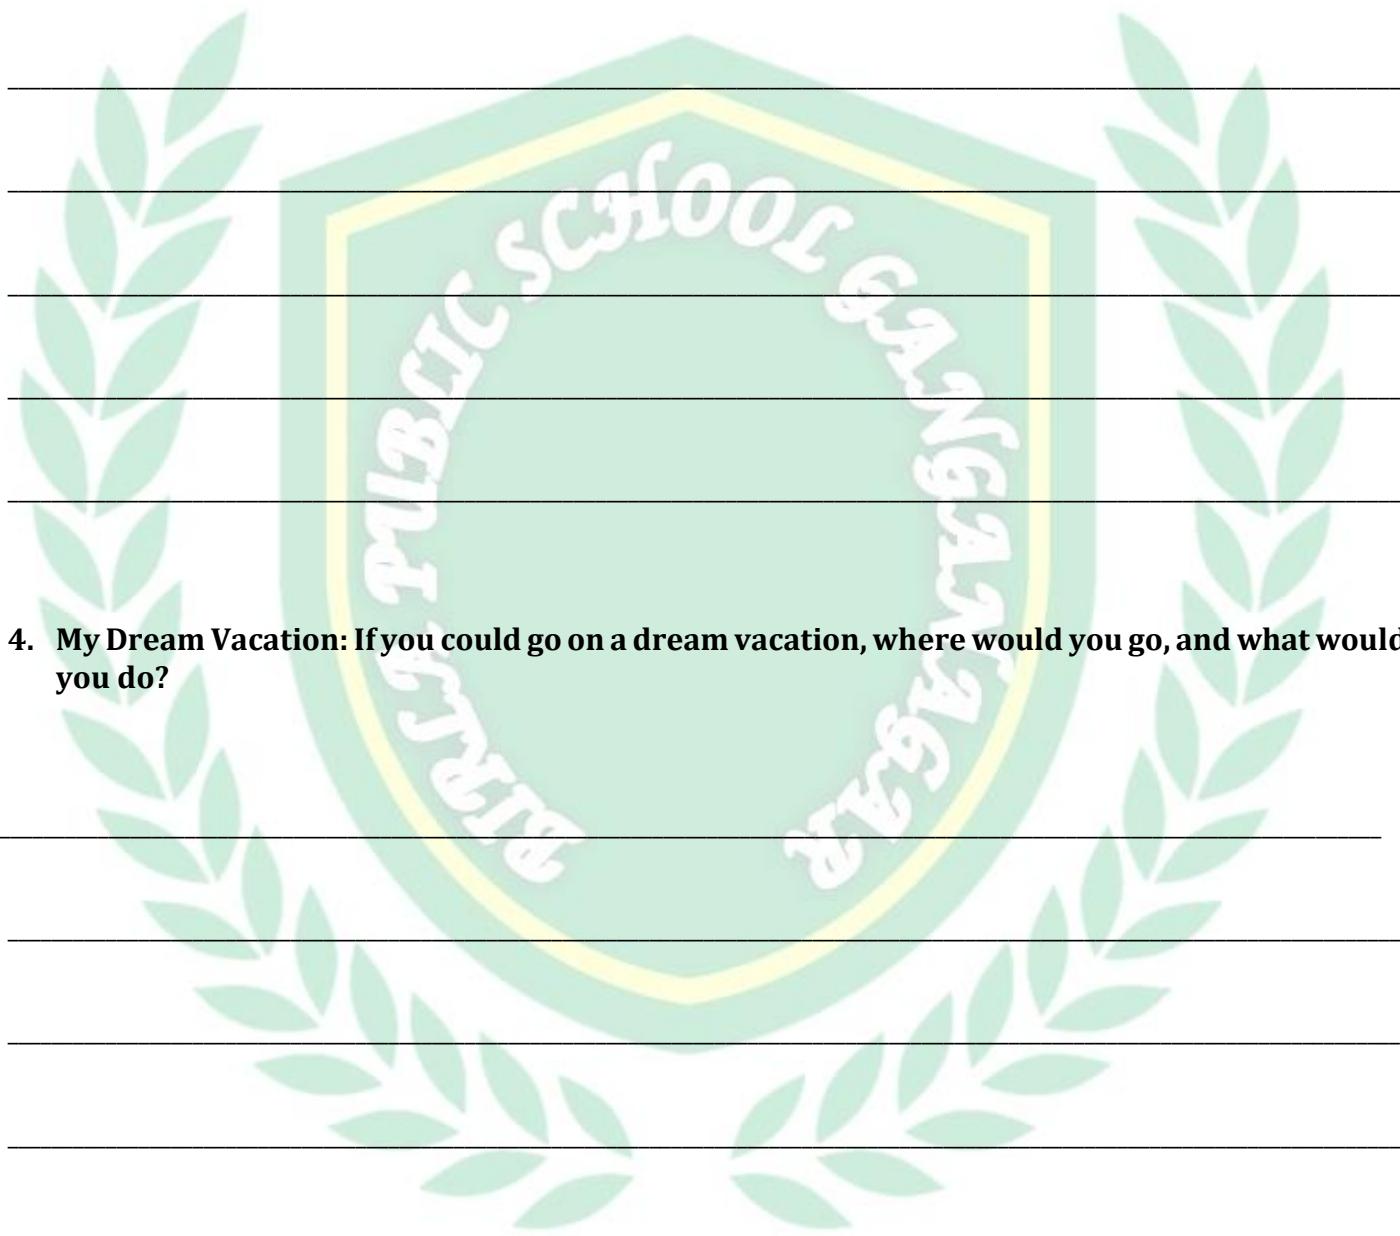 BIRLA PUBLIC SCHOOL GANGANAGAR
4. My Dream Vacation: If you could go on a dream vacation, where would you go, and what would
you do?